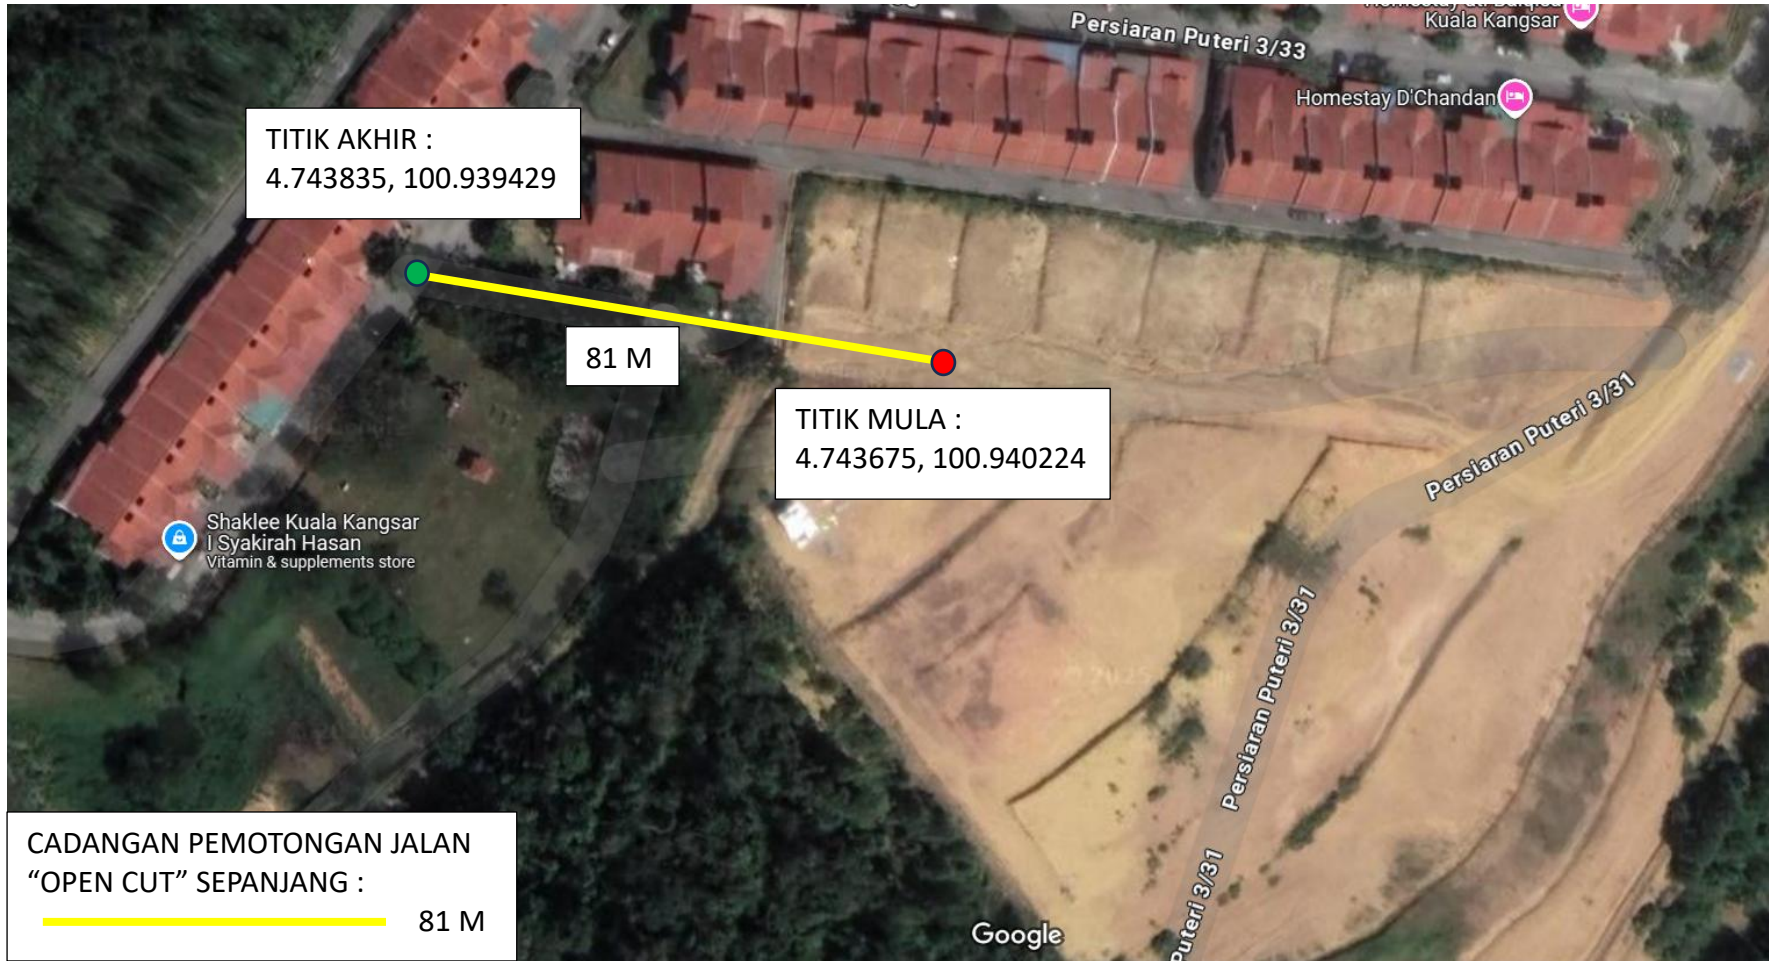 Persiaran Puteri 3/33
Kuala Kangsar
Homestay D'Chandan
TITIK AKHIR :
4.743835, 100.939429
81 M
TITIK MULA :
4.743675, 100.940224
Persiaran Puteri 3/31
Shaklee Kuala Kangsar
I Syakirah Hasan
Vitamin & supplements store
Persiaran Puteri 3/31
Puteri 3/31
CADANGAN PEMOTONGAN JALAN
“OPEN CUT” SEPANJANG :
81 M
Google